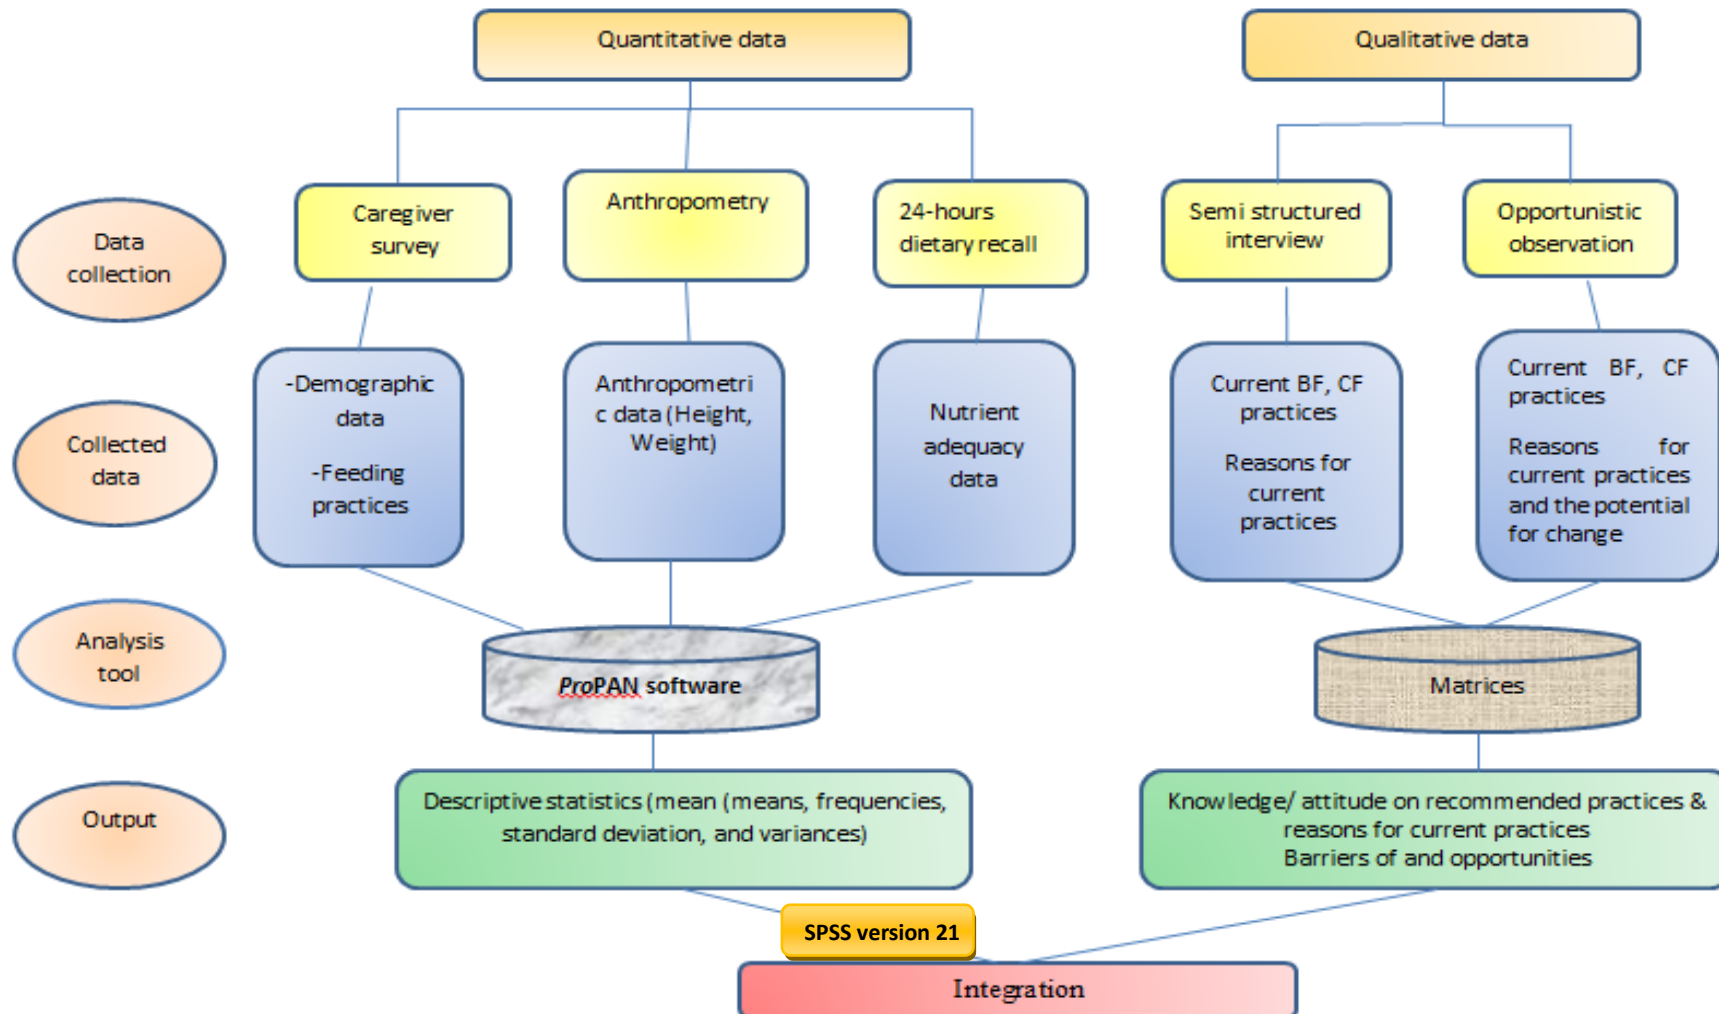 Quantitative data
Qualitative data
Data
collection
Caregiver
survey
Anthropometry
24-hours
dietary recall
Semi structured
interview
Opportunistic
observation
Collected
data
-Demographic
data
-Feeding
practices
Anthropometri
c data (Height,
Weight)
Nutrient
adequacy
data
Current BF, CF
practices
Reasons for
current
practices
Current BF, CF
practices
Reasons for
current practices
and the potential
for change
Analysis
tool
ProPAN software
Matrices
Output
Descriptive statistics (mean (means, frequencies,
standard deviation, and variances)
Knowledge/ attitude on recommended practices &
reasons for current practices
Barriers of and opportunities
SPSS version 21
Integration